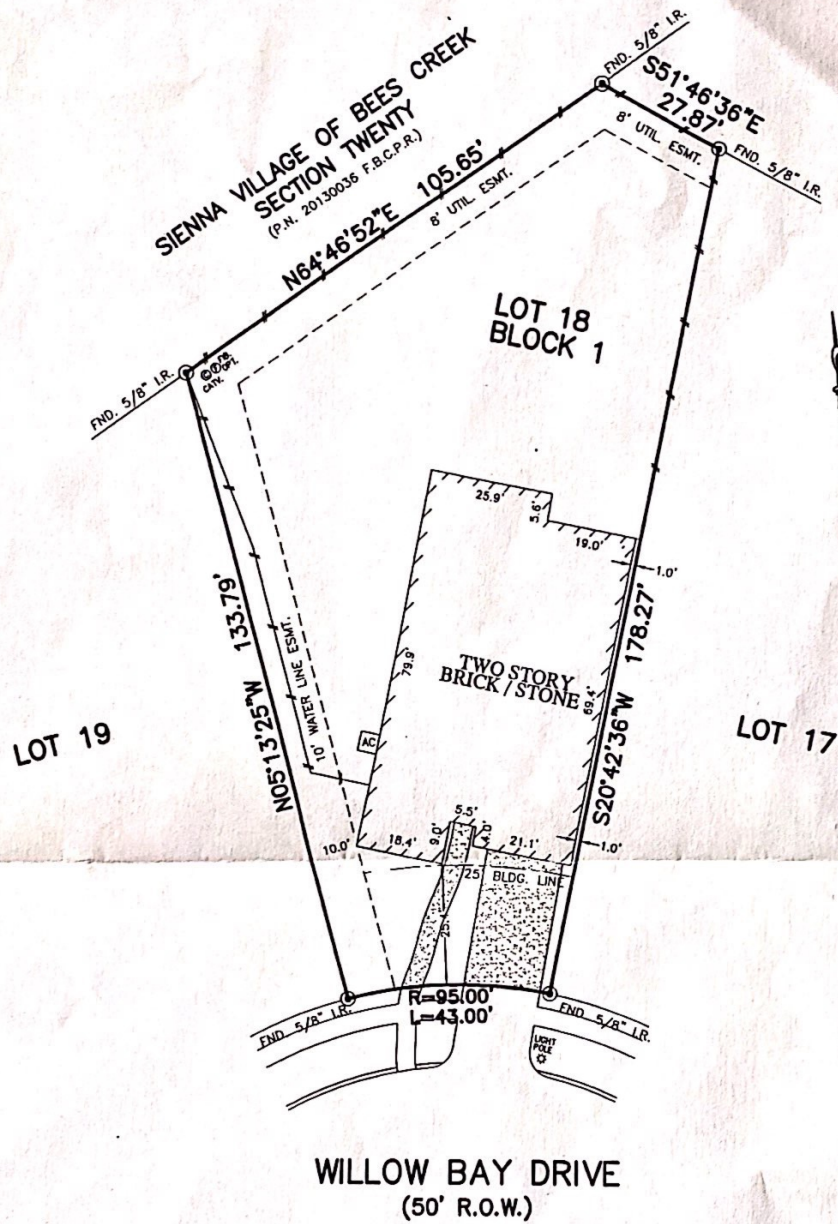 SIENNA VILLAGE OF BEES CREEK
SECTION TWENTY
(P.N. 20130036 F.B.C.P.R.)
FND. 5/8" I.R.
S51°46'36"E
27.87'
8' UTIL. ESMT.
FND. 5/8" I.R.
N64°46'52"E 105.65'
8' UTIL. ESMT.
LOT 18
BLOCK 1
FND. 5/8" I.R.
CATV.
25.9'
5.6'
19.0'
1.0'
N05°13'25"W 133.79'
10' WATER LINE ESMT.
79.9'
TWO STORY
BRICK / STONE
69.4'
S20°42'36"W 178.27'
LOT 19
LOT 17
AC
10.0'
18.4'
9.0'
5.5'
4.0'
21.1'
1.0'
25' BLDG. LINE
25'
R=95.00'
L=43.00'
FND. 5/8" I.R.
FND. 5/8" I.R.
LIGHT
POLE
WILLOW BAY DRIVE
(50' R.O.W.)